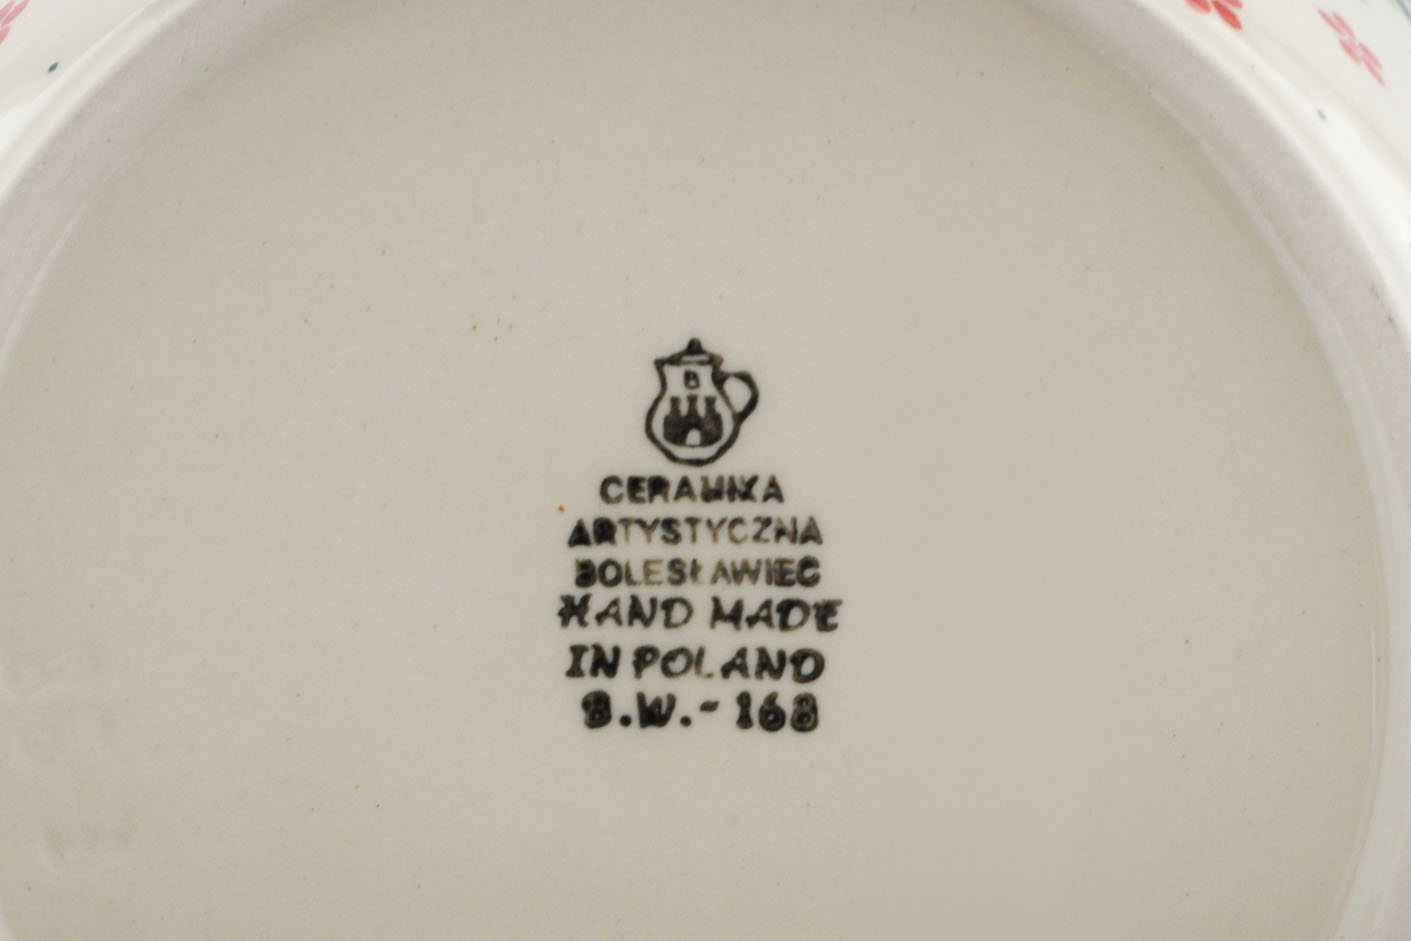 B
CERAMIKA
ARTYSTYCZNA
BOLESŁAWIEC
HAND MADE
IN POLAND
B.W.- 168